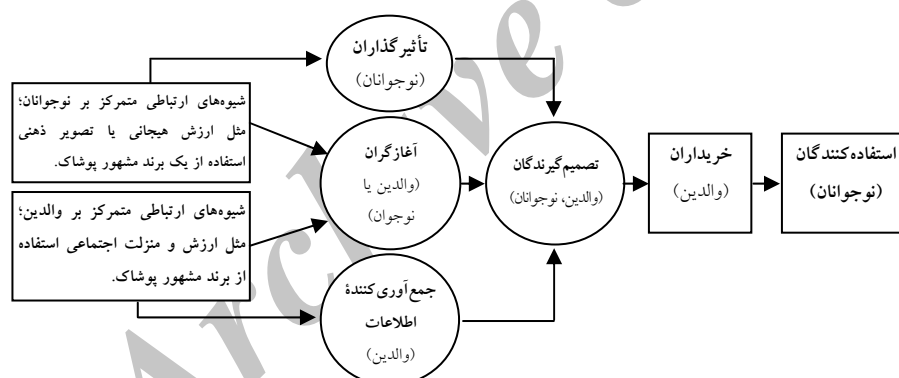 تأثیرگذاران
(نوجوانان)
شیوه‌های ارتباطی متمرکز بر نوجوانان؛
مثل ارزش هیجانی یا تصویر ذهنی
استفاده از یک برند مشهور پوشاک.
آغازگران
(والدین یا
نوجوان)
تصمیم‌گیرندگان
(والدین، نوجوانان)
خریداران
(والدین)
استفاده‌کنندگان
(نوجوانان)
شیوه‌های ارتباطی متمرکز بر والدین؛
مثل ارزش و منزلت اجتماعی استفاده
از برند مشهور پوشاک.
جمع‌آوری‌کنندۀ
اطلاعات
(والدین)
Archive